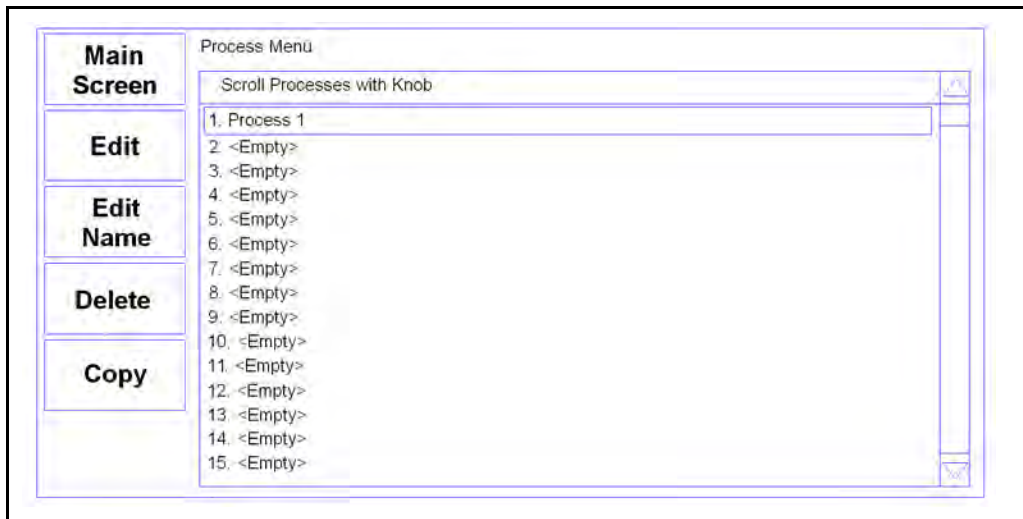 Main
Screen
Edit
Edit
Name
Delete
Copy
Process Menu
Scroll Processes with Knob
1. Process 1
2. <Empty>
3. <Empty>
4. <Empty>
5. <Empty>
6. <Empty>
7. <Empty>
8. <Empty>
9. <Empty>
10. <Empty>
11. <Empty>
12. <Empty>
13. <Empty>
14. <Empty>
15. <Empty>